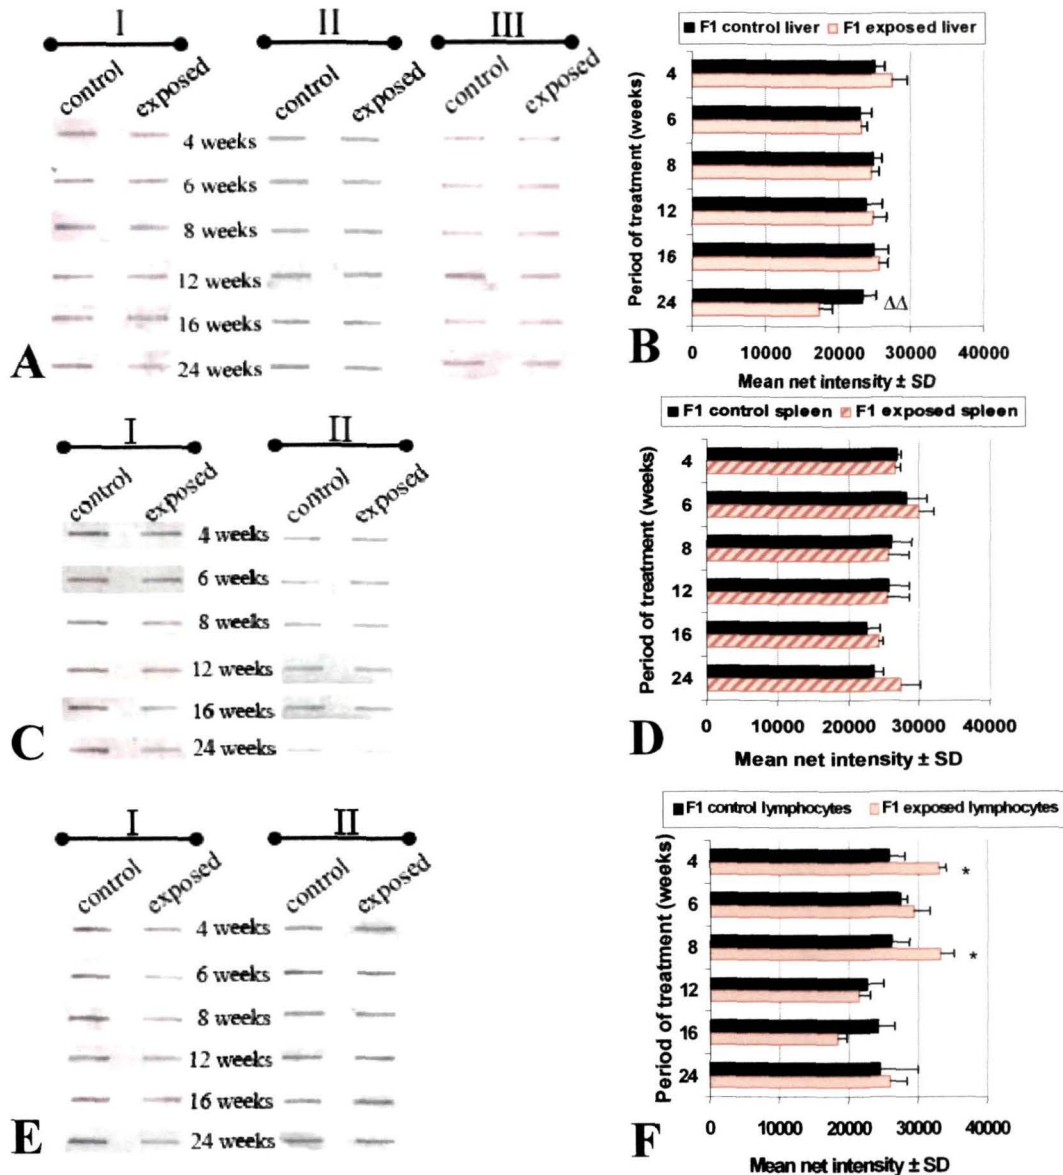 I II III
control exposed control exposed control exposed
4 weeks
6 weeks
8 weeks
12 weeks
16 weeks
24 weeks
A
F1 control liver F1 exposed liver
Period of treatment (weeks)
4
6
8
12
16
24
ΔΔ
0 10000 20000 30000 40000
Mean net intensity ± SD
B
I II
control exposed control exposed
4 weeks
6 weeks
8 weeks
12 weeks
16 weeks
24 weeks
C
F1 control spleen F1 exposed spleen
Period of treatment (weeks)
4
6
8
12
16
24
0 10000 20000 30000 40000
Mean net intensity ± SD
D
I II
control exposed control exposed
4 weeks
6 weeks
8 weeks
12 weeks
16 weeks
24 weeks
E
F1 control lymphocytes F1 exposed lymphocytes
Period of treatment (weeks)
4
*
6
8
*
12
16
24
0 10000 20000 30000 40000
Mean net intensity ± SD
F